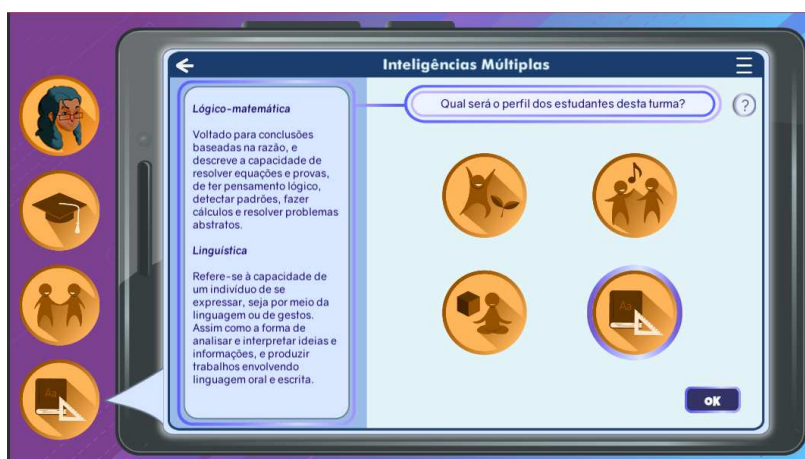 Inteligências Múltiplas
Lógico-matemática
Voltado para conclusões
baseadas na razão, e
descreve a capacidade de
resolver equações e provas,
de ter pensamento lógico,
detectar padrões, fazer
cálculos e resolver problemas
abstratos.
Linguística
Refere-se à capacidade de
um indivíduo de se
expressar, seja por meio da
linguagem ou de gestos.
Assim como a forma de
analisar e interpretar ideias e
informações, e produzir
trabalhos envolvendo
linguagem oral e escrita.
Qual será o perfil dos estudantes desta turma?
?
Aa
Aa
OK